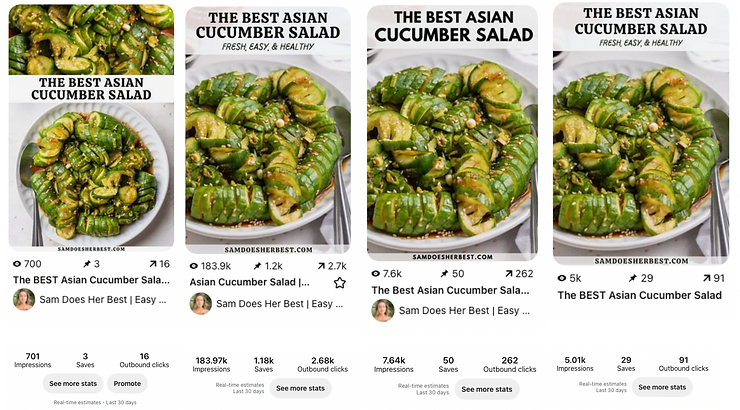 THE BEST ASIAN
CUCUMBER SALAD
SAMDOESHERBEST.COM
700
3
16
The BEST Asian Cucumber Sala...
Sam Does Her Best | Easy ...
701
Impressions
3
Saves
16
Outbound clicks
See more stats
Promote
Real-time estimates • Last 30 days
THE BEST ASIAN
CUCUMBER SALAD
FRESH, EASY, & HEALTHY
SAMDOESHERBEST.COM
183.9k
1.2k
2.7k
Asian Cucumber Salad |...
Sam Does Her Best | Easy ...
183.97k
Impressions
1.18k
Saves
2.68k
Outbound clicks
Real-time estimates
Last 30 days
See more stats
THE BEST ASIAN
CUCUMBER SALAD
SAMDOESHERBEST.COM
7.6k
50
262
The BEST Asian Cucumber Sala...
Sam Does Her Best | Easy ...
7.64k
Impressions
50
Saves
262
Outbound clicks
Real-time estimates
Last 30 days
See more stats
THE BEST ASIAN
CUCUMBER SALAD
FRESH, EASY, & HEALTHY
SAMDOESHERBEST.COM
5k
29
91
The BEST Asian Cucumber Salad
5.01k
Impressions
29
Saves
91
Outbound clicks
Real-time estimates
Last 30 days
See more stats